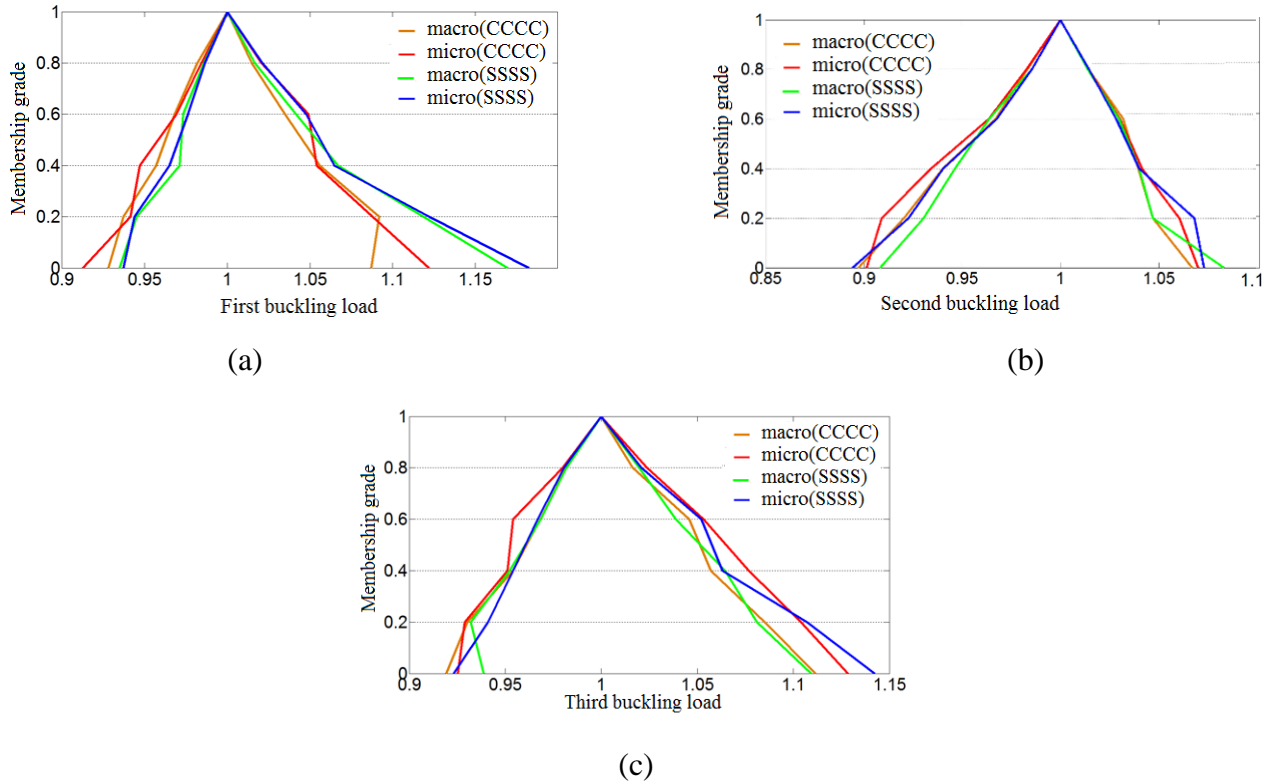 1
0.8
0.6
0.4
0.2
0
Membership grade
macro(CCCC)
micro(CCCC)
macro(SSSS)
micro(SSSS)
0.9 0.95 1 1.05 1.1 1.15
First buckling load
(a)
1
0.8
0.6
0.4
0.2
0
Membership grade
macro(CCCC)
micro(CCCC)
macro(SSSS)
micro(SSSS)
0.85 0.9 0.95 1 1.05 1.1
Second buckling load
(b)
1
0.8
0.6
0.4
0.2
0
Membership grade
macro(CCCC)
micro(CCCC)
macro(SSSS)
micro(SSSS)
0.9 0.95 1 1.05 1.1 1.15
Third buckling load
(c)